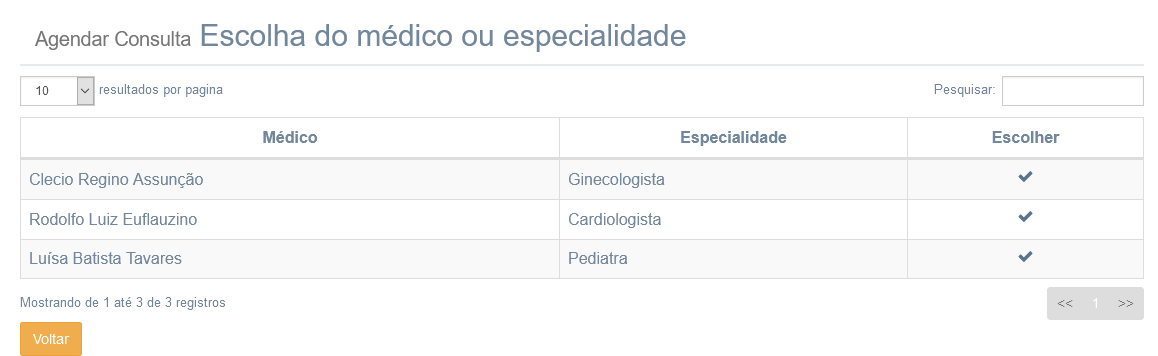 Agendar Consulta Escolha do médico ou especialidade
10 resultados por pagina Pesquisar:
Médico Especialidade Escolher
Clecio Regino Assunção Ginecologista
Rodolfo Luiz Euflauzino Cardiologista
Luísa Batista Tavares Pediatra
Mostrando de 1 até 3 de 3 registros << 1 >>
Voltar